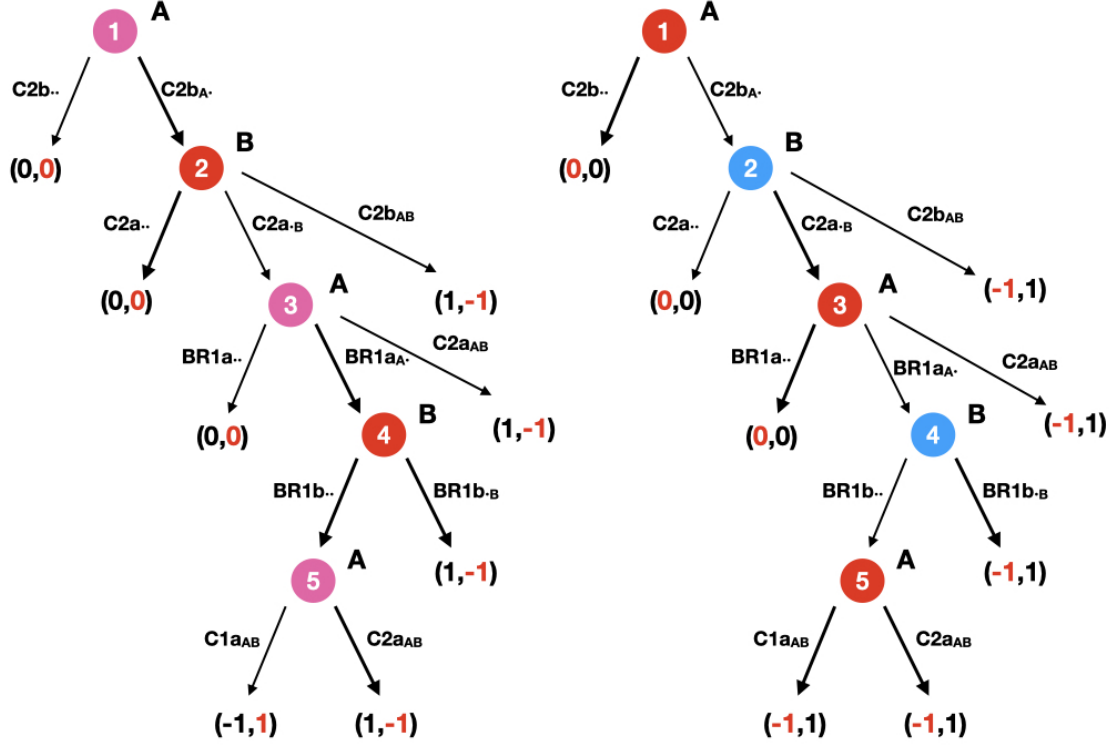 1 A
C2b.. C2bA.
(0,0) 2 B
C2a.. C2a.B C2bAB
(0,0) 3 A (1,-1)
BR1a.. BR1aA. C2aAB
(0,0) 4 B (1,-1)
BR1b.. BR1b.B
5 A (1,-1)
C1aAB C2aAB
(-1,1) (1,-1)
1 A
C2b.. C2bA.
(0,0) 2 B
C2a.. C2a.B C2bAB
(0,0) 3 A (-1,1)
BR1a.. BR1aA. C2aAB
(0,0) 4 B (-1,1)
BR1b.. BR1b.B
5 A (-1,1)
C1aAB C2aAB
(-1,1) (-1,1)